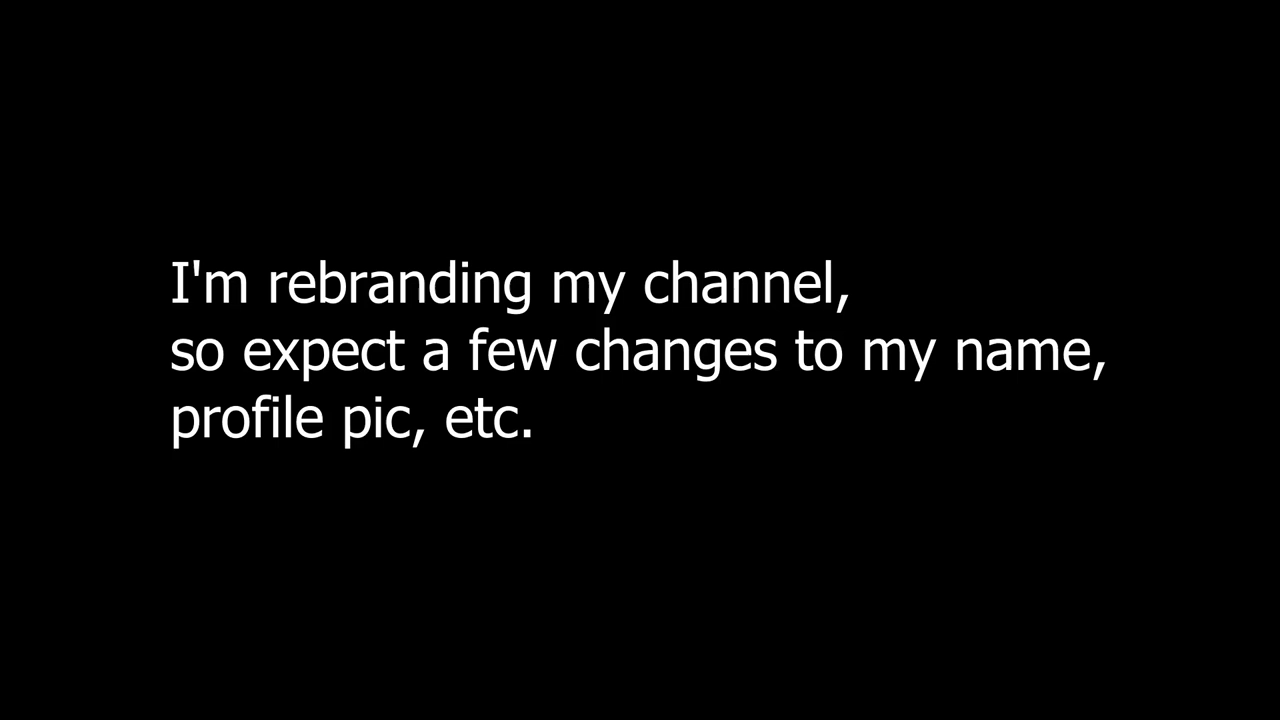 I'm rebranding my channel,
so expect a few changes to my name,
profile pic, etc.